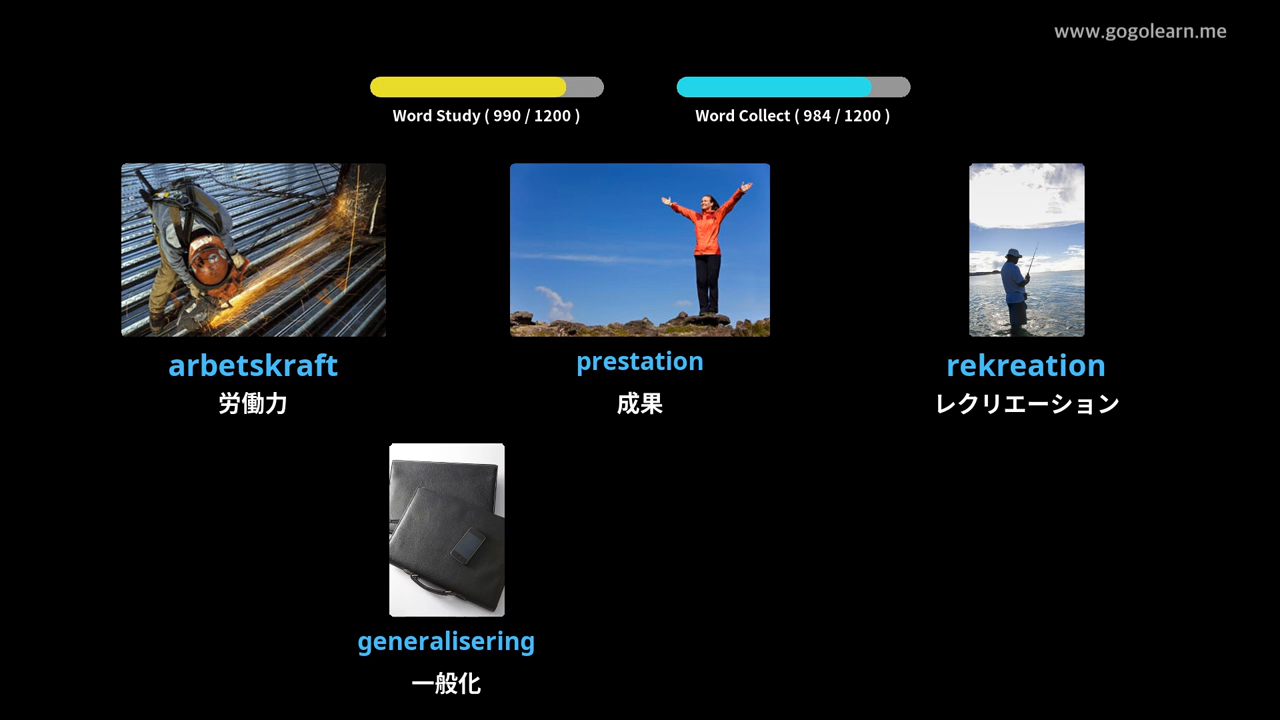 www.gogolearn.me
Word Study ( 990 / 1200 )
Word Collect ( 984 / 1200 )
arbetskraft
労働力
prestation
成果
rekreation
レクリエーション
generalisering
一般化